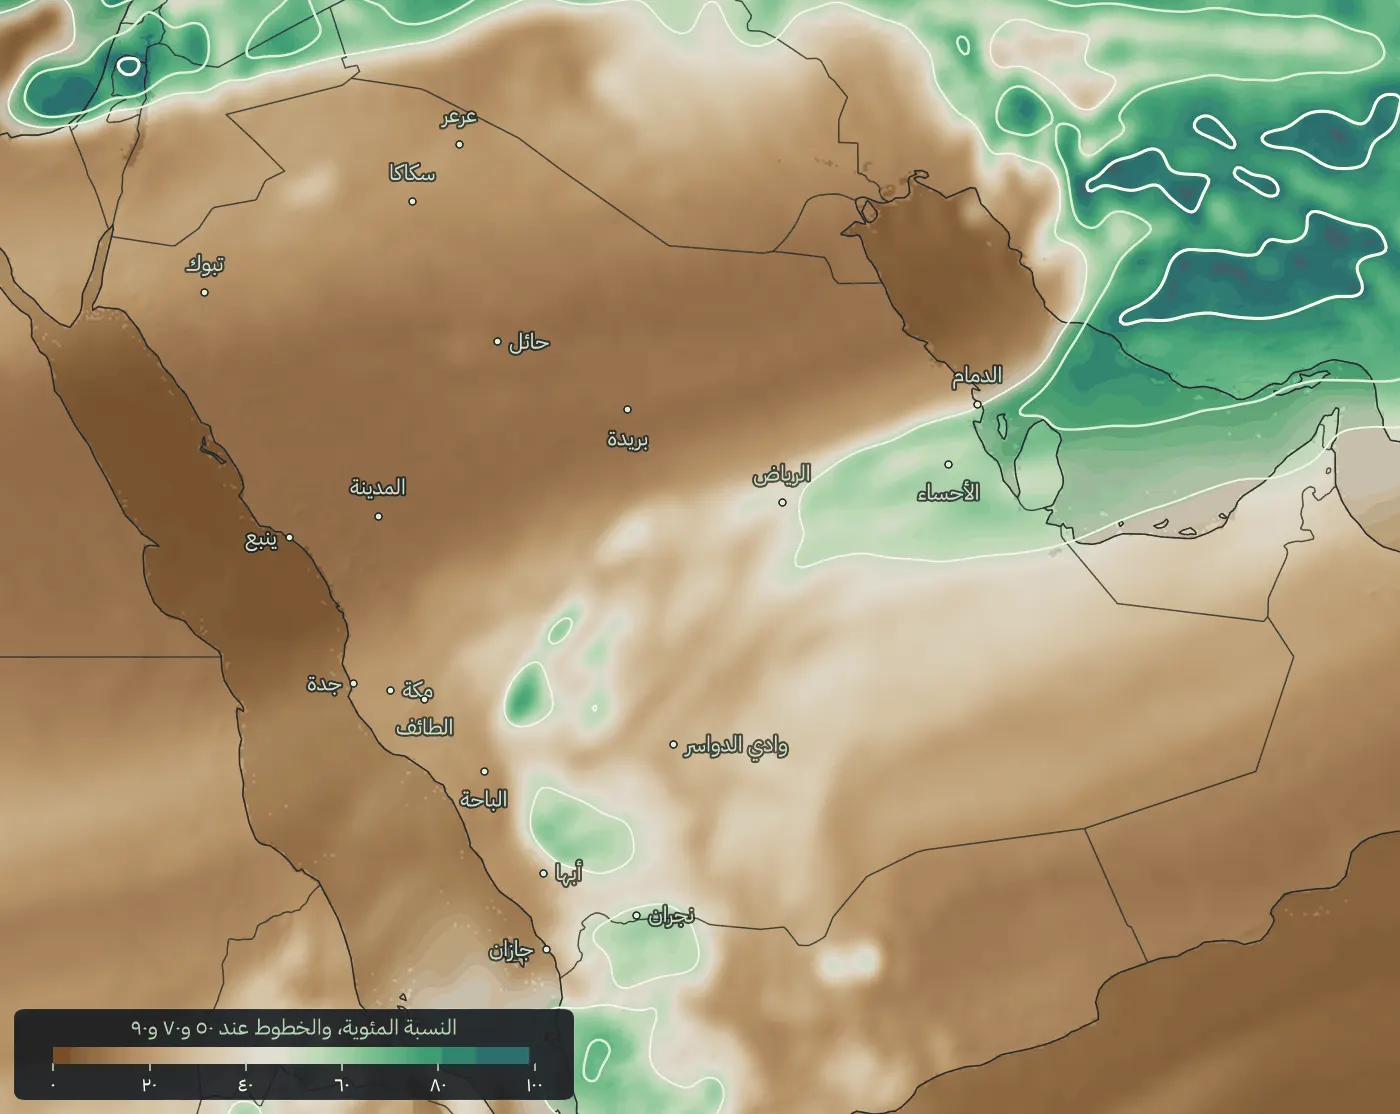 عرعر
سكاكا
تبوك
حائل
الدمام
بريدة
الرياض
المدينة
الأحساء
ينبع
جدة
مكة
الطائف
وادي الدواسر
الباحة
أبها
نجران
جازان
النسبة المئوية، والخطوط عند ٥٠ و٧٠ و٩٠
٠ ٢٠ ٤٠ ٦٠ ٨٠ ١٠٠